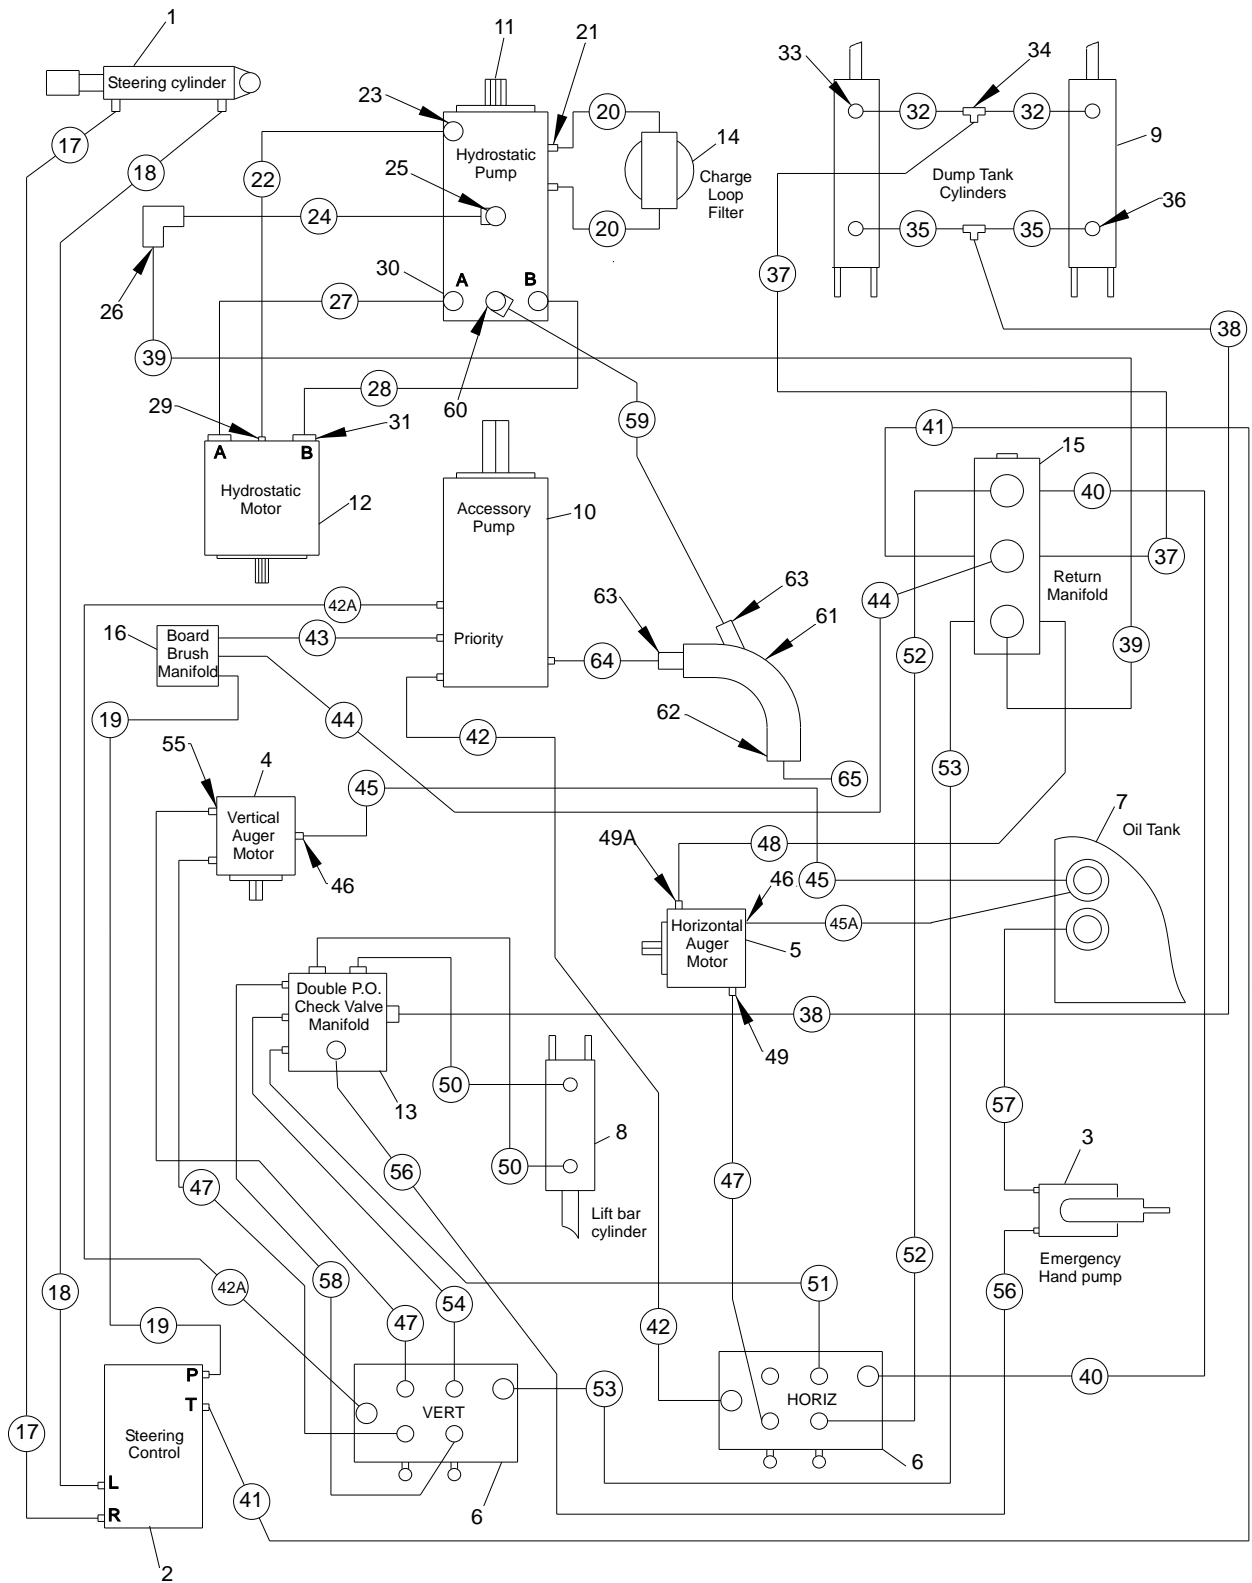 1
11
21
33
34
Steering cylinder
23
20
32
32
17
14
9
Hydrostatic
Pump
18
22
25
Charge
Loop
Filter
Dump Tank
Cylinders
36
24
20
35
35
26
30
A
B
37
27
38
39
28
29
60
31
59
41
A
B
15
Hydrostatic
Motor
12
Accessory
Pump
10
40
37
63
63
Return
Manifold
42A
44
61
16
Board
Brush
Manifold
43
Priority
39
64
52
19
44
62
42
55
4
65
53
45
7
Vertical
Auger
Motor
49A
48
Oil Tank
46
46
45
Horizontal
Auger
Motor
45A
5
Double P.O.
Check Valve
Manifold
38
49
50
13
57
8
3
50
56
47
47
Lift bar
cylinder
52
Emergency
Hand pump
18
42A
58
51
56
54
19
47
42
P
53
40
T
VERT
HORIZ
17
Steering
Control
6
L
41
R
6
2